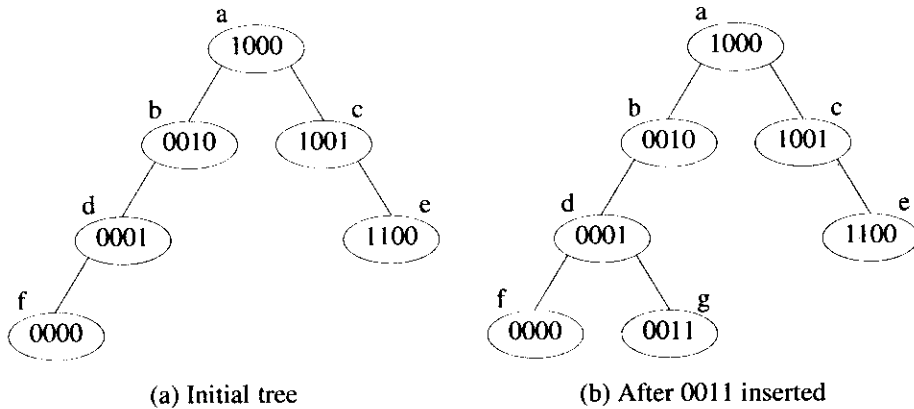 a a
1000 1000
b c b c
0010 1001 0010 1001
d e d e
0001 1100 0001 1100
f f g
0000 0000 0011
(a) Initial tree (b) After 0011 inserted